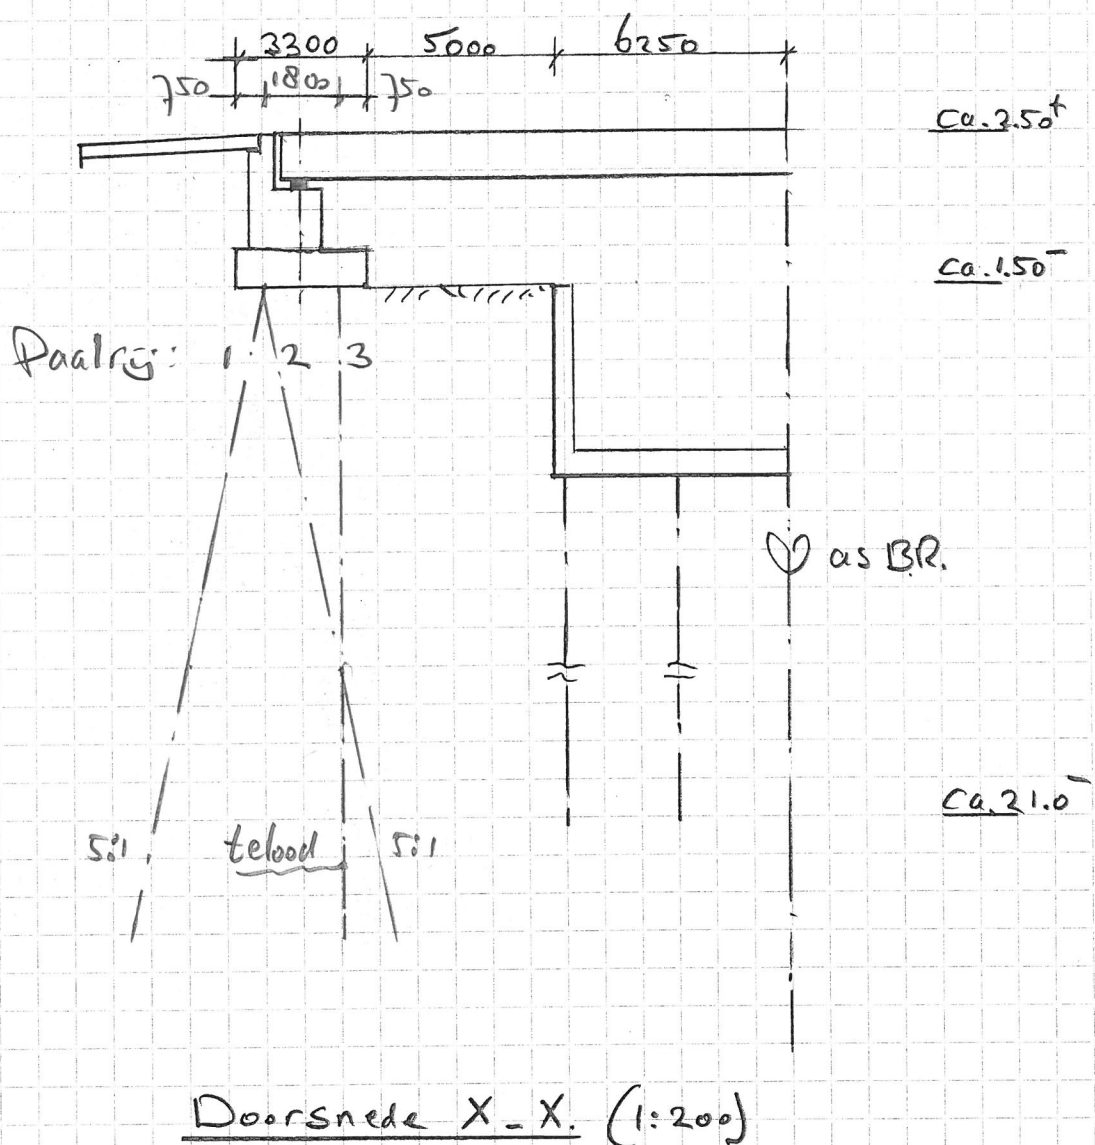 3300 5000 6250
750 1800 750
Ca. 2.50+
Ca. 1.50-
Paalrij: 1 2 3
as B.R.
Ca. 21.0-
5:1 telood 5:1
Doorsnede X-X. (1:200)